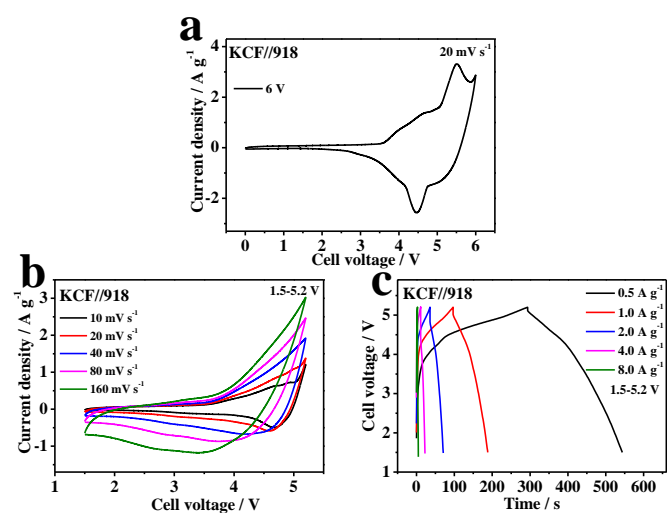 a
KCF//918
20 mV s⁻¹
6 V
Current density / A g⁻¹
4
2
0
-2
0 1 2 3 4 5 6
Cell voltage / V
b
KCF//918
1.5-5.2 V
10 mV s⁻¹
20 mV s⁻¹
40 mV s⁻¹
80 mV s⁻¹
160 mV s⁻¹
Current density / A g⁻¹
3
2
1
0
-1
1 2 3 4 5
Cell voltage / V
c
KCF//918
0.5 A g⁻¹
1.0 A g⁻¹
2.0 A g⁻¹
4.0 A g⁻¹
8.0 A g⁻¹
1.5-5.2 V
Cell voltage / V
6
5
4
3
2
1
0 100 200 300 400 500 600
Time / s